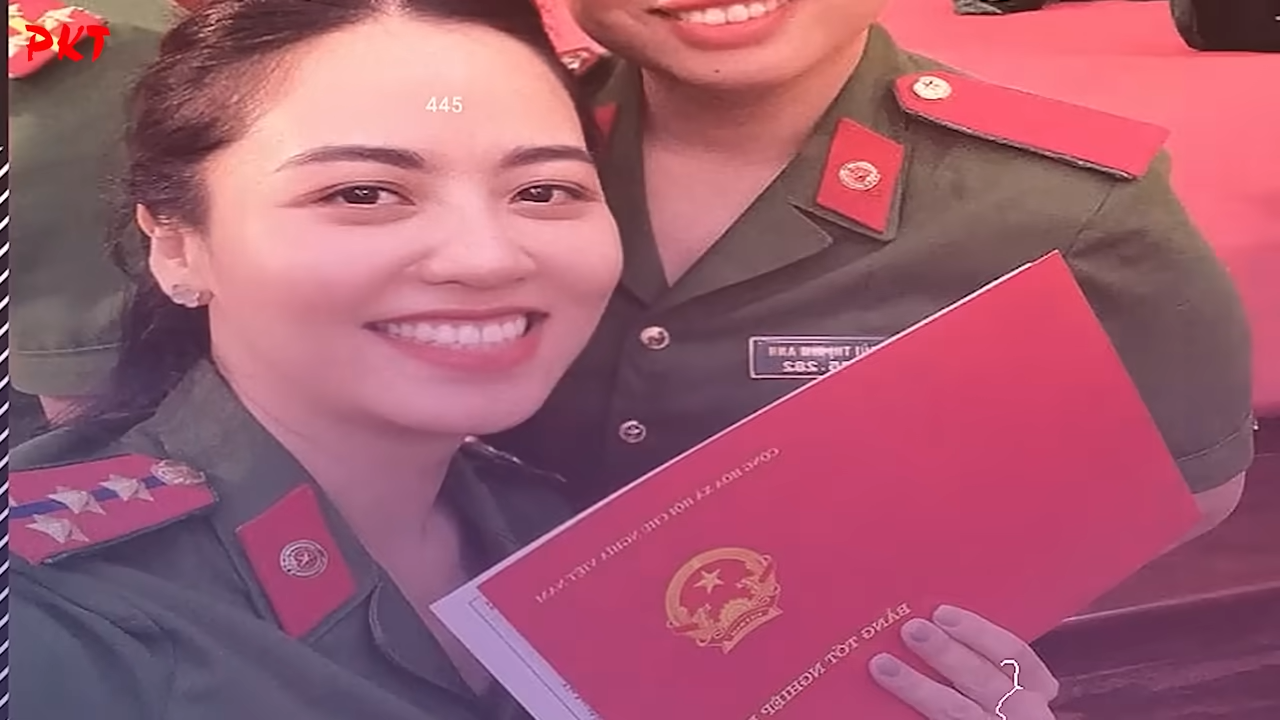 PKT
445
CỘNG HÒA XÃ HỘI CHỦ NGHĨA VIỆT NAM
BẰNG TỐT NGHIỆP